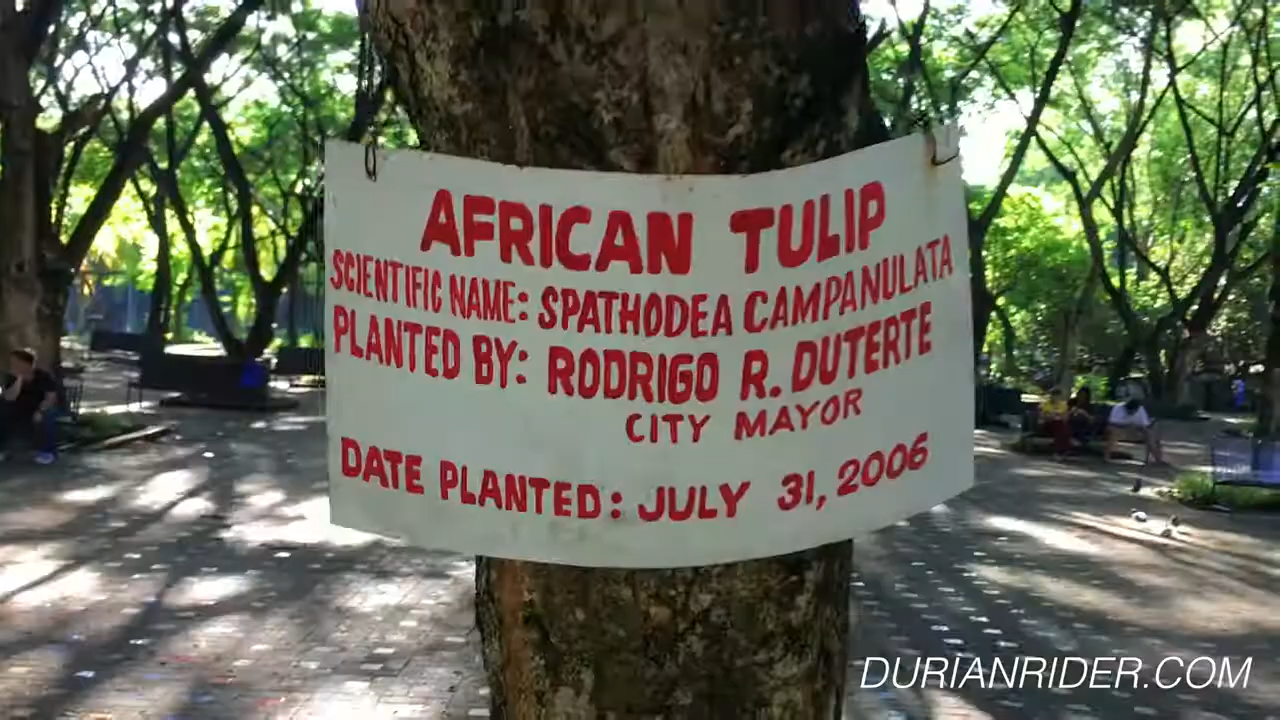 AFRICAN TULIP
SCIENTIFIC NAME: SPATHODEA CAMPANULATA
PLANTED BY: RODRIGO R. DUTERTE
CITY MAYOR
DATE PLANTED: JULY 31, 2006
DURIANRIDER.COM